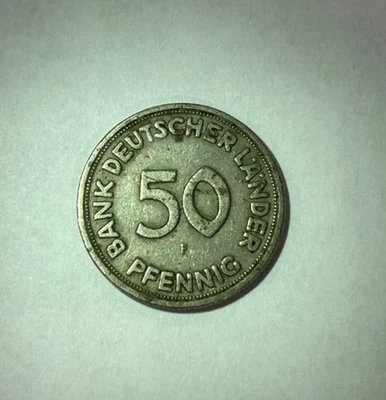 BANK DEUTSCHER LÄNDER
50
F
PFENNIG